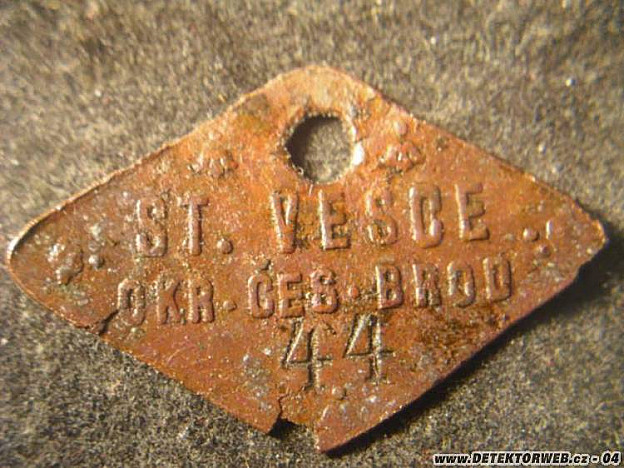 ST. VESCE
OKR·ČES·BROD
44
www.DETEKTORWEB.cz - 04